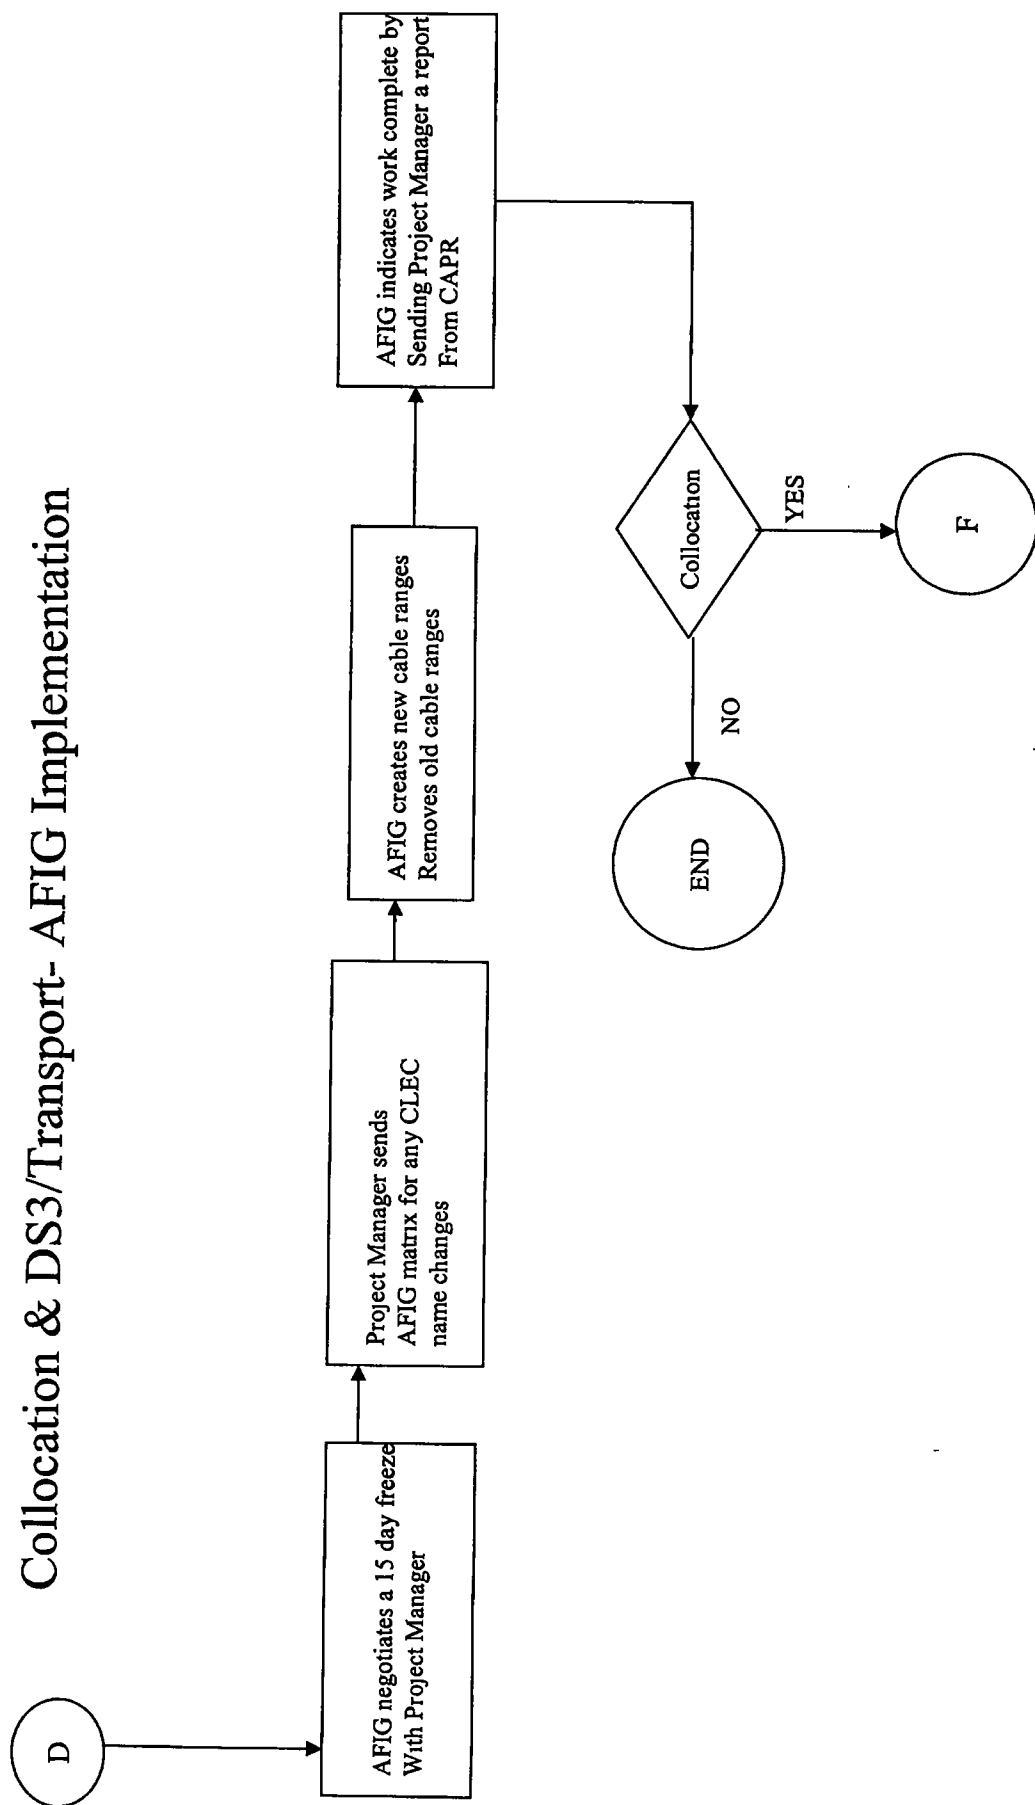 Collocation & DS3/Transport- AFIG Implementation
D
AFIG negotiates a 15 day freeze
With Project Manager
Project Manager sends
AFIG matrix for any CLEC
name changes
AFIG creates new cable ranges
Removes old cable ranges
AFIG indicates work complete by
Sending Project Manager a report
From CAPR
Collocation
NO
YES
END
F